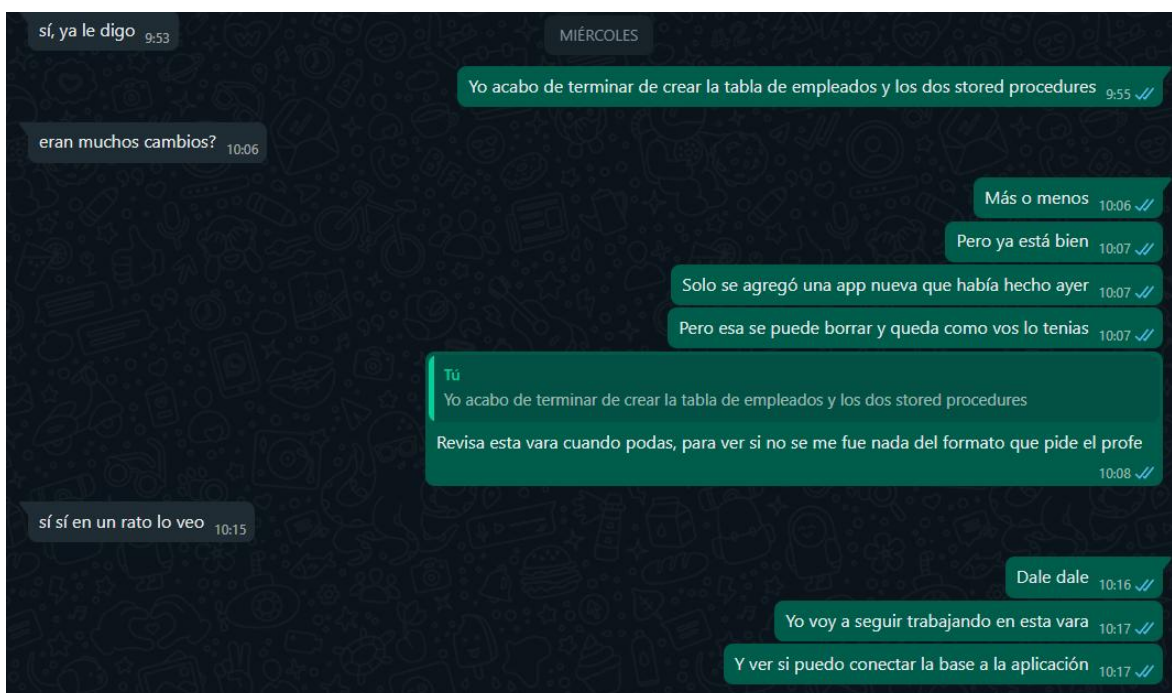 sí, ya le digo 9:53
MIÉRCOLES
Yo acabo de terminar de crear la tabla de empleados y los dos stored procedures 9:55
eran muchos cambios? 10:06
Más o menos 10:06
Pero ya está bien 10:07
Solo se agregó una app nueva que había hecho ayer 10:07
Pero esa se puede borrar y queda como vos lo tenias 10:07
Tú
Yo acabo de terminar de crear la tabla de empleados y los dos stored procedures
Revisa esta vara cuando podas, para ver si no se me fue nada del formato que pide el profe
10:08
sí sí en un rato lo veo 10:15
Dale dale 10:16
Yo voy a seguir trabajando en esta vara 10:17
Y ver si puedo conectar la base a la aplicación 10:17